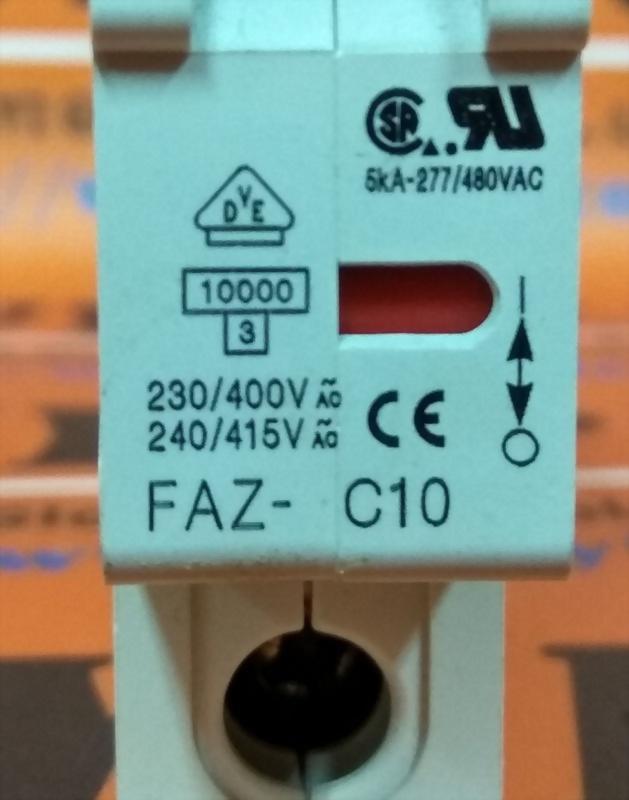 5kA-277/480VAC
DVE
10000
3
230/400V
240/415V
CE
FAZ- C10